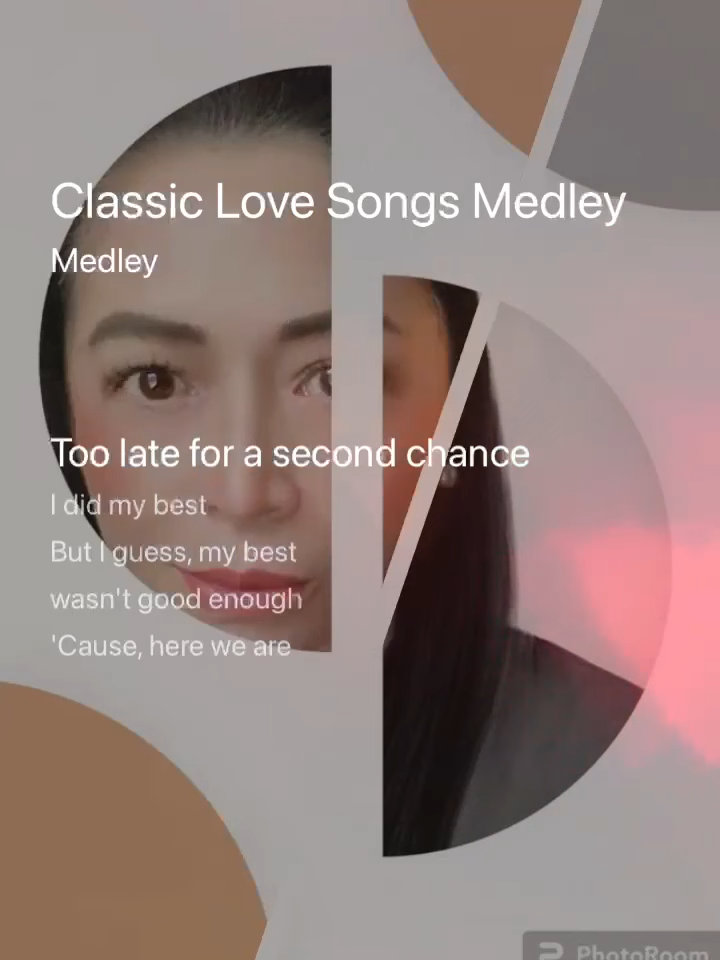 Classic Love Songs Medley
Medley
Too late for a second chance
I did my best
But I guess, my best
wasn't good enough
'Cause, here we are
PhotoRoom